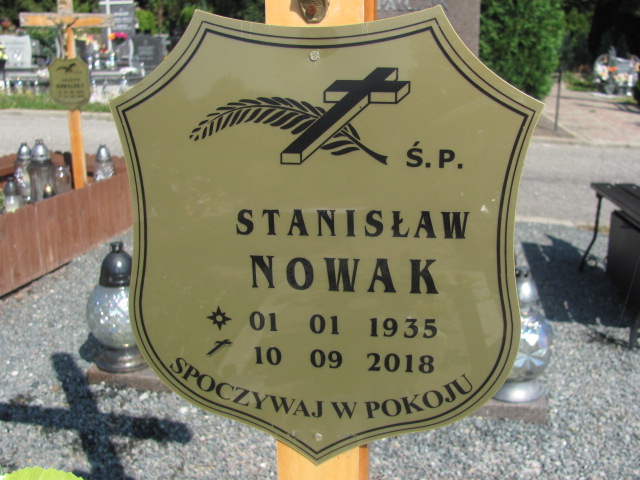 Ś.P.
STANISŁAW
NOWAK
01 01 1935
10 09 2018
SPOCZYWAJ W POKOJU